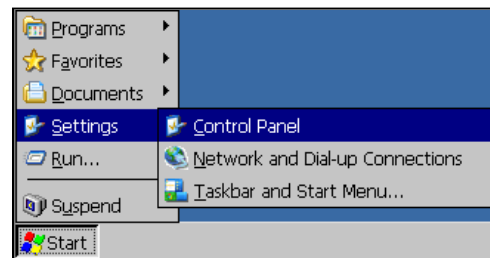 Programs
Favorites
Documents
Settings
Control Panel
Run...
Network and Dial-up Connections
Taskbar and Start Menu...
Suspend
Start